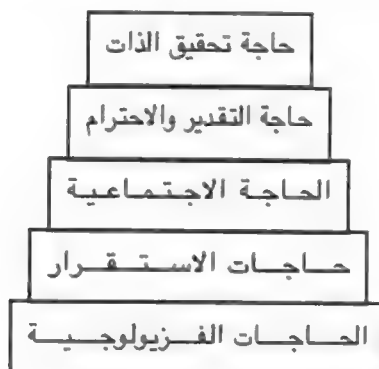 حاجة تحقيق الذات
حاجة التقدير والاحترام
الحاجة الاجتماعية
حاجات الاستقرار
الحاجات الفزيولوجية